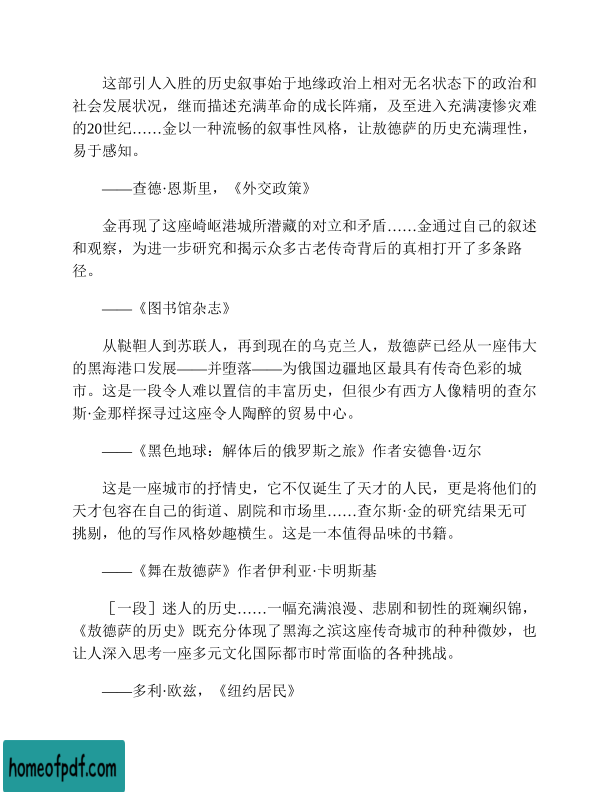 这部引人入胜的历史叙事始于地缘政治上相对无名状态下的政治和
社会发展状况，继而描述充满革命的成长阵痛，及至进入充满凄惨灾难
的20世纪……金以一种流畅的叙事性风格，让敖德萨的历史充满理性，
易于感知。
——查德·恩斯里，《外交政策》
金再现了这座崎岖港城所潜藏的对立和矛盾……金通过自己的叙述
和观察，为进一步研究和揭示众多古老传奇背后的真相打开了多条路
径。
——《图书馆杂志》
从鞑靼人到苏联人，再到现在的乌克兰人，敖德萨已经从一座伟大
的黑海港口发展——并堕落——为俄国边疆地区最具有传奇色彩的城
市。这是一段令人难以置信的丰富历史，但很少有西方人像精明的查尔
斯·金那样探寻过这座令人陶醉的贸易中心。
——《黑色地球：解体后的俄罗斯之旅》作者安德鲁·迈尔
这是一座城市的抒情史，它不仅诞生了天才的人民，更是将他们的
天才包容在自己的街道、剧院和市场里……查尔斯·金的研究结果无可
挑剔，他的写作风格妙趣横生。这是一本值得品味的书籍。
——《舞在敖德萨》作者伊利亚·卡明斯基
［一段］迷人的历史……一幅充满浪漫、悲剧和韧性的斑斓织锦，
《敖德萨的历史》既充分体现了黑海之滨这座传奇城市的种种微妙，也
让人深入思考一座多元文化国际都市时常面临的各种挑战。
——多利·欧兹，《纽约居民》
homeofpdf.com